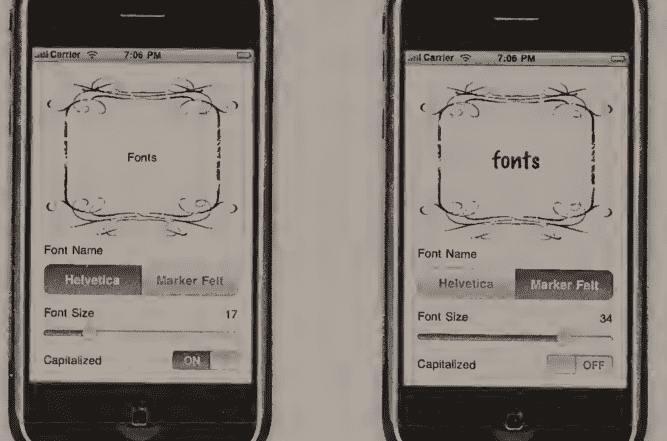 Carrier 7:06 PM
Fonts
Font Name
Helvetica Marker Felt
Font Size 17
Capitalized ON
Carrier 7:06 PM
fonts
Font Name
Helvetica Marker Felt
Font Size 34
Capitalized OFF